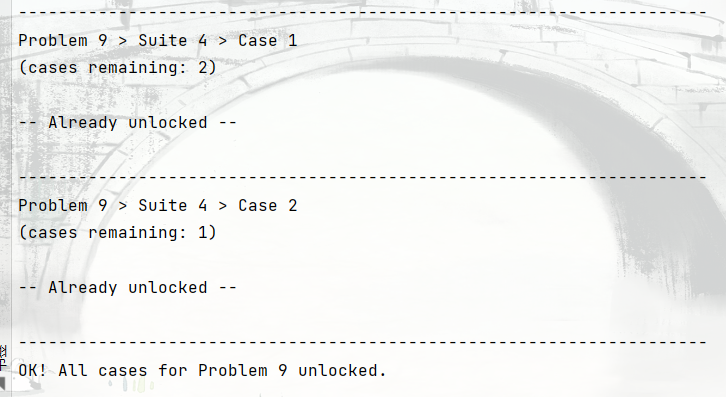 ---------------------------------------------------------------------
Problem 9 > Suite 4 > Case 1
(cases remaining: 2)
-- Already unlocked --
---------------------------------------------------------------------
Problem 9 > Suite 4 > Case 2
(cases remaining: 1)
-- Already unlocked --
---------------------------------------------------------------------
OK! All cases for Problem 9 unlocked.